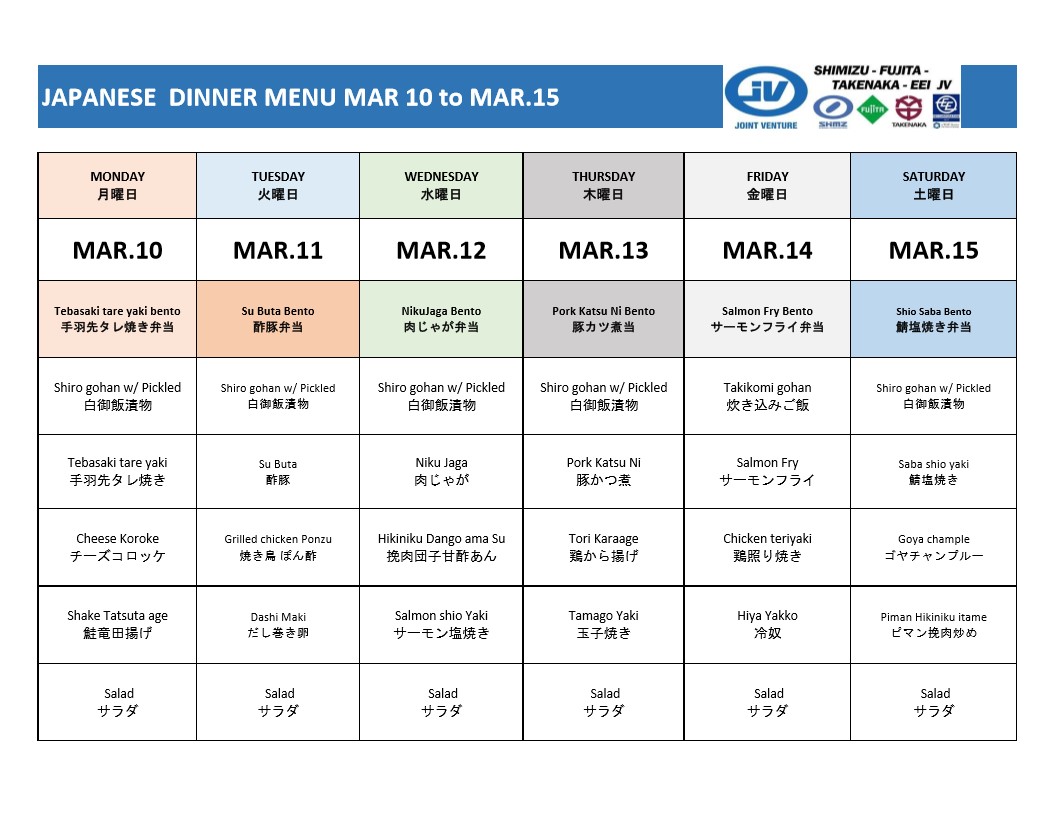 JAPANESE  DINNER MENU MAR 10 to MAR.15
JV
JOINT VENTURE
SHIMIZU - FUJITA -
TAKENAKA - EEI  JV
SHMZ
FUJITA
TAKENAKA
MONDAY
月曜日
TUESDAY
火曜日
WEDNESDAY
水曜日
THURSDAY
木曜日
FRIDAY
金曜日
SATURDAY
土曜日
MAR.10
MAR.11
MAR.12
MAR.13
MAR.14
MAR.15
Tebasaki tare yaki bento
手羽先タレ焼き弁当
Su Buta Bento
酢豚弁当
NikuJaga Bento
肉じゃが弁当
Pork Katsu Ni Bento
豚カツ煮弁当
Salmon Fry Bento
サーモンフライ弁当
Shio Saba Bento
鯖塩焼き弁当
Shiro gohan w/ Pickled
白御飯漬物
Shiro gohan w/ Pickled
白御飯漬物
Shiro gohan w/ Pickled
白御飯漬物
Shiro gohan w/ Pickled
白御飯漬物
Takikomi gohan
炊き込みご飯
Shiro gohan w/ Pickled
白御飯漬物
Tebasaki tare yaki
手羽先タレ焼き
Su Buta
酢豚
Niku Jaga
肉じゃが
Pork Katsu Ni
豚かつ煮
Salmon Fry
サーモンフライ
Saba shio yaki
鯖塩焼き
Cheese Koroke
チーズコロッケ
Grilled chicken Ponzu
焼き鳥 ぽん酢
Hikiniku Dango ama Su
挽肉団子甘酢あん
Tori Karaage
鶏から揚げ
Chicken teriyaki
鶏照り焼き
Goya chample
ゴヤチャンプルー
Shake Tatsuta age
鮭竜田揚げ
Dashi Maki
だし巻き卵
Salmon shio Yaki
サーモン塩焼き
Tamago Yaki
玉子焼き
Hiya Yakko
冷奴
Piman Hikiniku itame
ピマン挽肉炒め
Salad
サラダ
Salad
サラダ
Salad
サラダ
Salad
サラダ
Salad
サラダ
Salad
サラダ